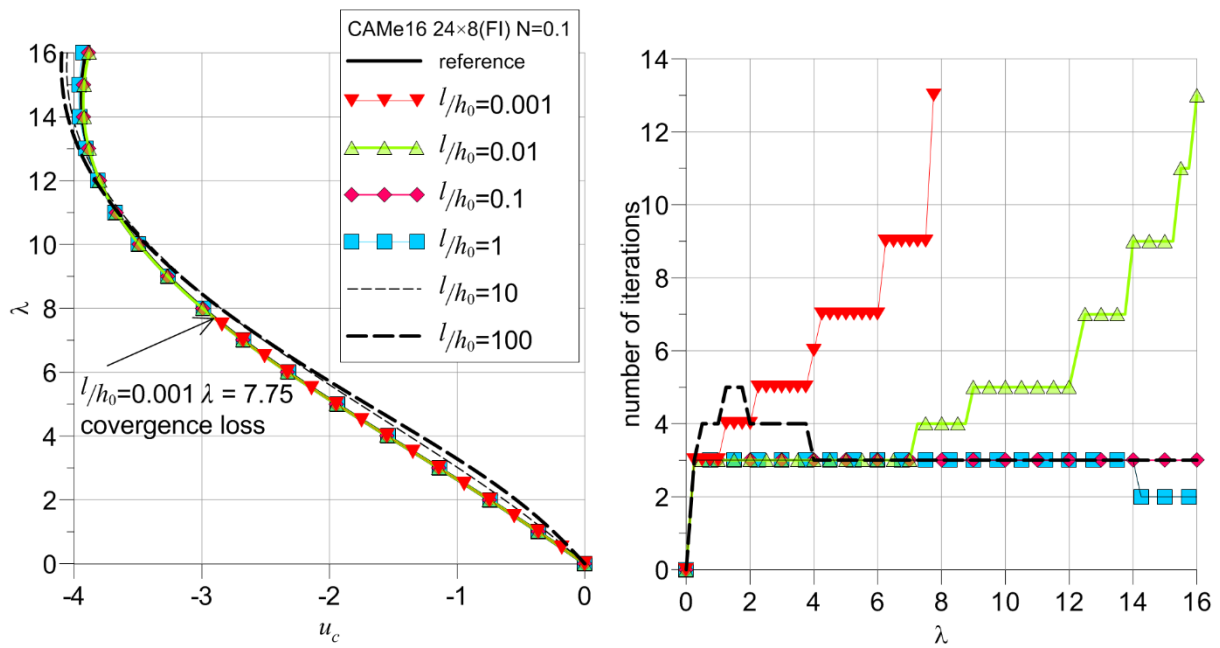 CAMe16 24×8(FI) N=0.1
reference
l/h₀=0.001
l/h₀=0.01
l/h₀=0.1
l/h₀=1
l/h₀=10
l/h₀=100
16
14
12
10
8
6
4
2
0
λ
l/h₀=0.001 λ = 7.75
covergence loss
-4 -3 -2 -1 0
u_c
14
12
10
8
6
4
2
0
number of iterations
0 2 4 6 8 10 12 14 16
λ